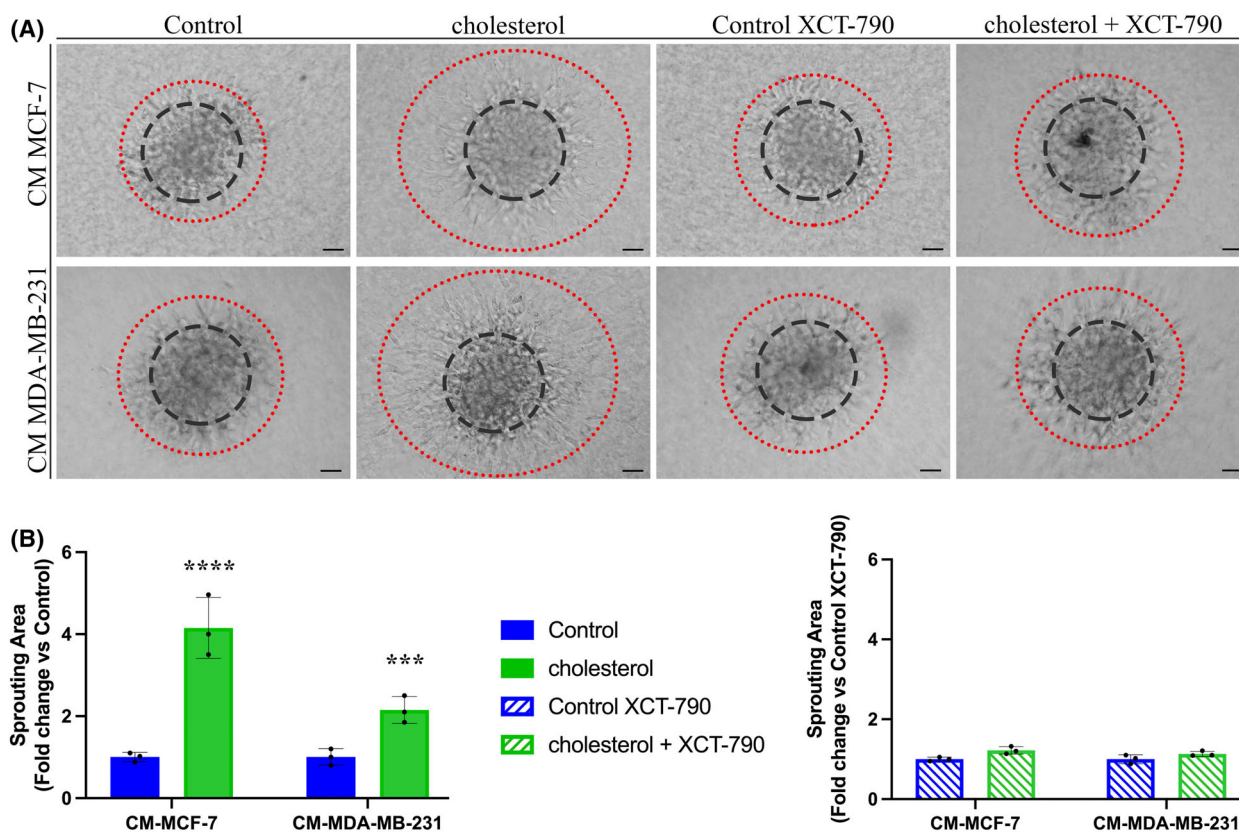 (A)
Control
cholesterol
Control XCT-790
cholesterol + XCT-790
CM MCF-7
CM MDA-MB-231
(B)
Sprouting Area
(Fold change vs Control)
6
4
2
0
****
***
CM-MCF-7
CM-MDA-MB-231
Control
cholesterol
Control XCT-790
cholesterol + XCT-790
Sprouting Area
(Fold change vs Control XCT-790)
6
4
2
0
CM-MCF-7
CM-MDA-MB-231